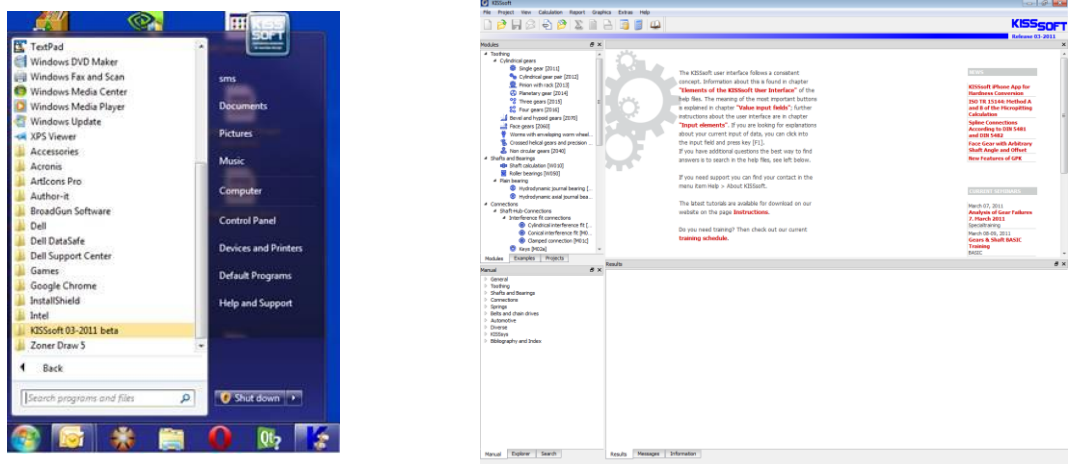 KISS
SOFT
TextPad
Windows DVD Maker
Windows Fax and Scan
Windows Media Center
Windows Media Player
Windows Update
XPS Viewer
Accessories
Acronis
ArtIcons Pro
Author-it
BroadGun Software
Dell
Dell DataSafe
Dell Support Center
Games
Google Chrome
InstallShield
Intel
KISSsoft 03-2011 beta
Zoner Draw 5
Back
Search programs and files
sms
Documents
Pictures
Music
Computer
Control Panel
Devices and Printers
Default Programs
Help and Support
Shut down
KISSsoft
File Project View Calculation Report Graphics Extras Help
KISSSOFT
Release 03-2011
Modules
Toothing
Cylindrical gears
Single gear [Z011]
Cylindrical gear pair [Z012]
Pinion with rack [Z013]
Planetary gear [Z014]
Three gears [Z015]
Four gears [Z016]
Bevel and hypoid gears [Z070]
Face gears [Z060]
Worms with enveloping worm wheel...
Crossed helical gears and precision ...
Non circular gears [Z040]
Shafts and Bearings
Shaft calculation [W010]
Roller bearings [W050]
Plain bearing
Hydrodynamic journal bearing [...
Hydrodynamic axial journal bea...
Connections
Shaft-Hub-Connections
Interference fit connections
Cylindrical interference fit [...
Conical interference fit [M0...
Clamped connection [M01c]
Keys [M02a]
Modules Examples Projects
The KISSsoft user interface follows a consistent
concept. Information about this a found in chapter
"Elements of the KISSsoft User Interface" of the
help files. The meaning of the most important buttons
is explained in chapter "Value input fields"; further
instructions about the user interface are in chapter
"Input elements". If you are looking for explanations
about your current input of data, you can click into
the input field and press key [F1].
If you have additional questions the best way to find
answers is to search in the help files, see left below.
If you need support you can find your contact in the
menu item Help > About KISSsoft.
The latest tutorials are available for download on our
website on the page Instructions.
Do you need training? Then check out our current
training schedule.
NEWS
KISSsoft iPhone App for
Hardness Conversion
ISO TR 15144: Method A
and B of the Micropitting
Calculation
Spline Connections
According to DIN 5481
and DIN 5482
Face Gear with Arbitrary
Shaft Angle and Offset
New Features of GPK
CURRENT SEMINARS
March 07, 2011
Analysis of Gear Failures
7. March 2011
Specialtraining
March 08-09, 2011
Gears & Shaft BASIC
Training
BASIC
Manual
General
Toothing
Shafts and Bearings
Connections
Springs
Belts and chain drives
Automotive
Diverse
KISSsys
Bibliography and Index
Manual Explorer Search
Results
Results Messages Information